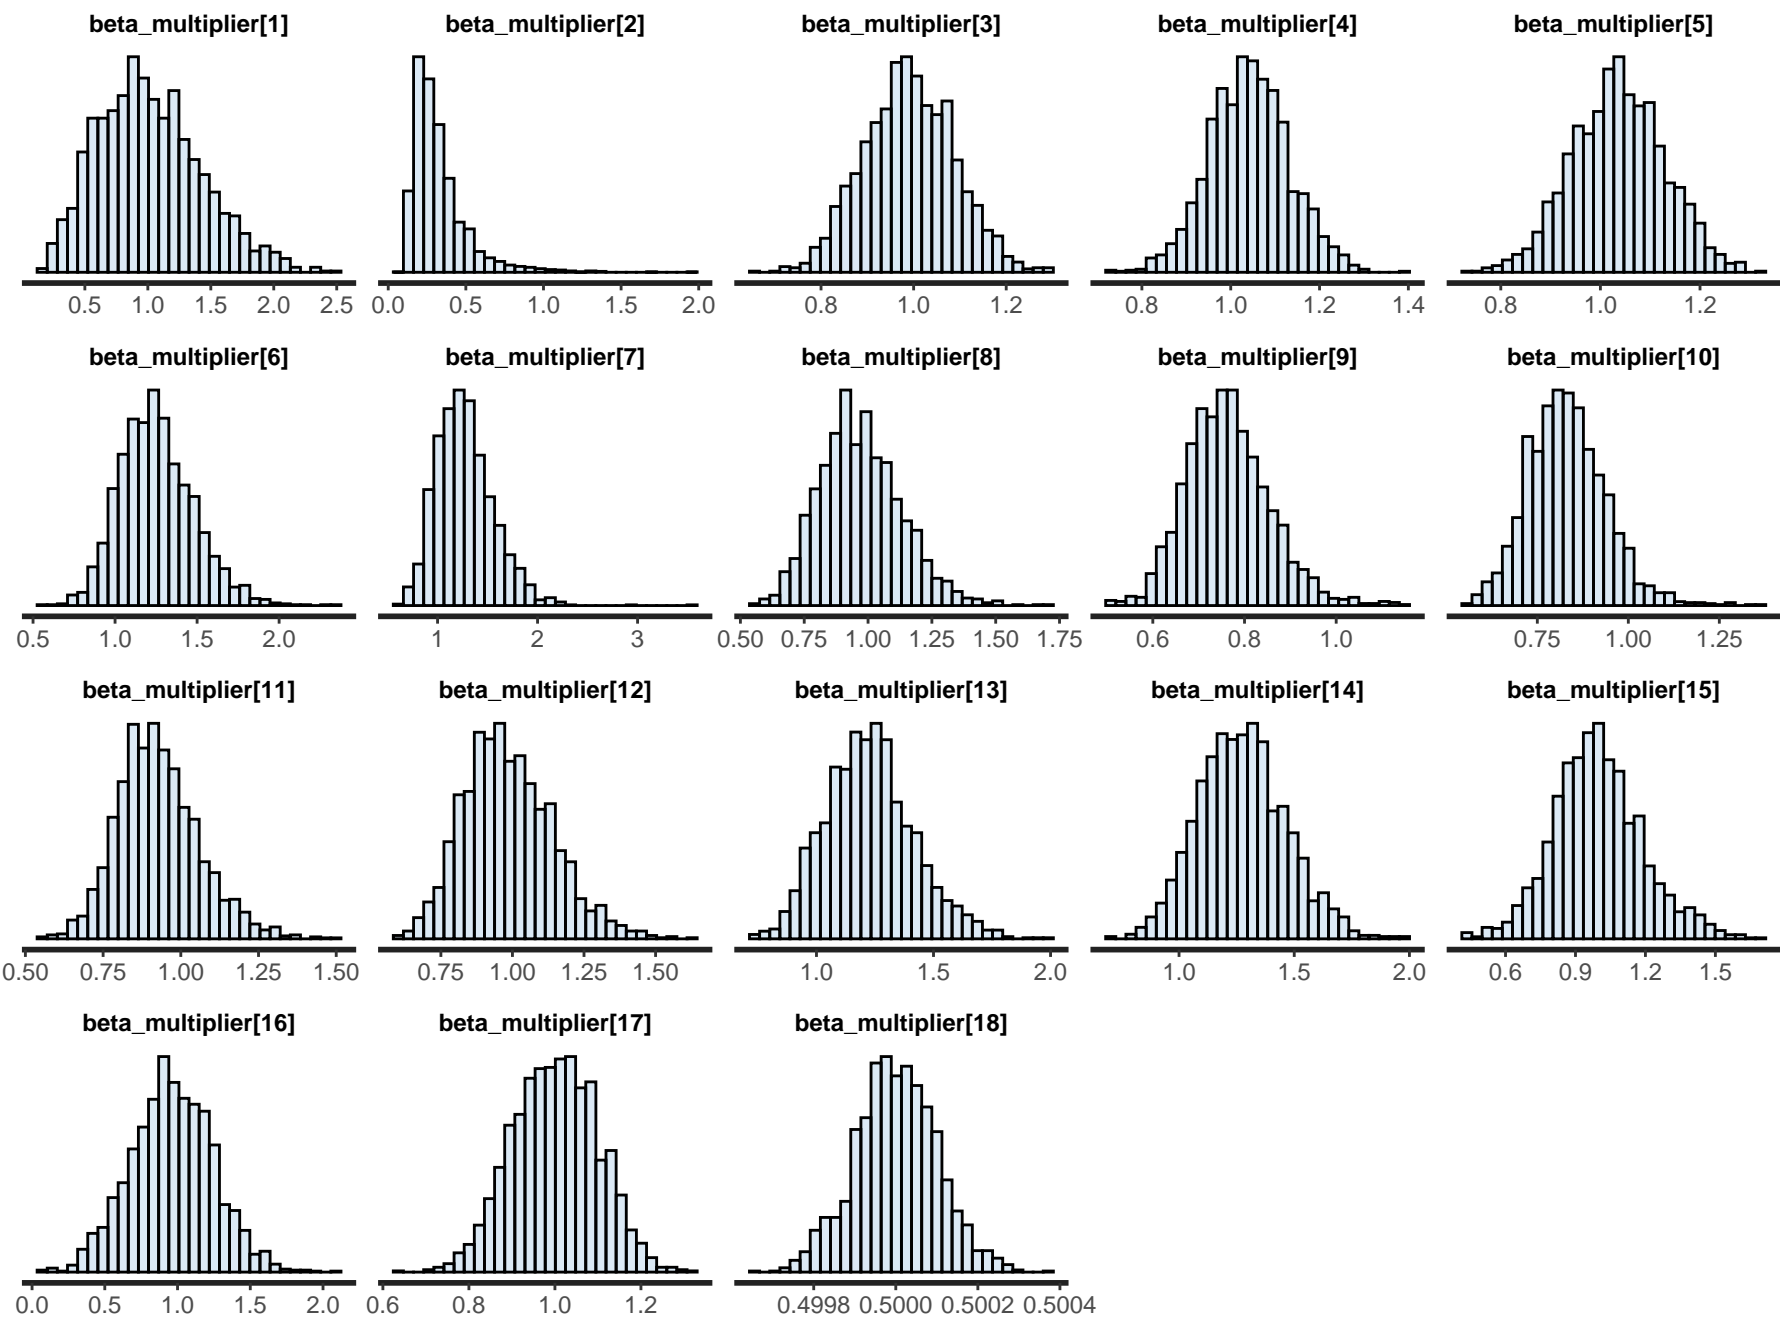 beta_multiplier[1] beta_multiplier[2] beta_multiplier[3] beta_multiplier[4] beta_multiplier[5]
0.5 1.0 1.5 2.0 2.5 0.0 0.5 1.0 1.5 2.0 0.8 1.0 1.2 0.8 1.0 1.2 1.4 0.8 1.0 1.2
beta_multiplier[6] beta_multiplier[7] beta_multiplier[8] beta_multiplier[9] beta_multiplier[10]
0.5 1.0 1.5 2.0 1 2 3 0.50 0.75 1.00 1.25 1.50 1.75 0.6 0.8 1.0 0.75 1.00 1.25
beta_multiplier[11] beta_multiplier[12] beta_multiplier[13] beta_multiplier[14] beta_multiplier[15]
0.50 0.75 1.00 1.25 1.50 0.75 1.00 1.25 1.50 1.0 1.5 2.0 1.0 1.5 2.0 0.6 0.9 1.2 1.5
beta_multiplier[16] beta_multiplier[17] beta_multiplier[18]
0.0 0.5 1.0 1.5 2.0 0.6 0.8 1.0 1.2 0.4998 0.5000 0.5002 0.5004